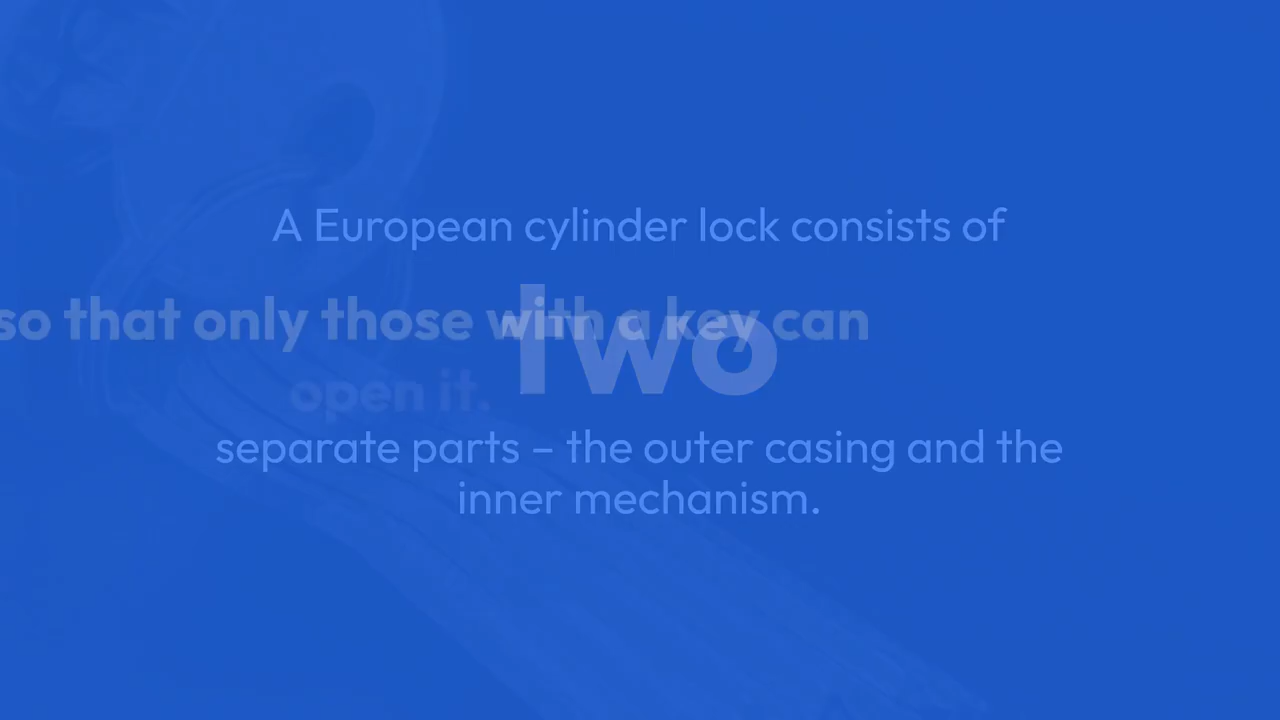 A European cylinder lock consists of
so that only those with a key can
two
open it.
separate parts – the outer casing and the
inner mechanism.